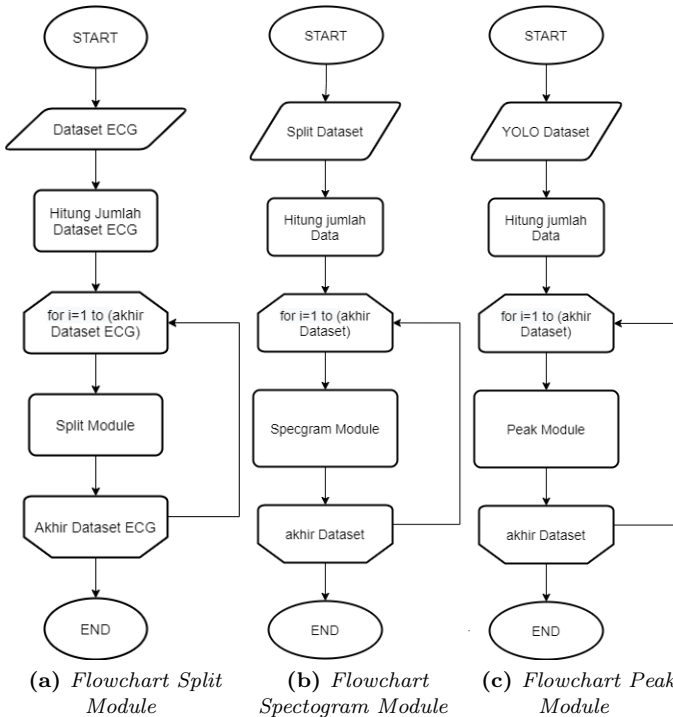 START
Dataset ECG
Hitung Jumlah
Dataset ECG
for i=1 to (akhir
Dataset ECG)
Split Module
Akhir Dataset ECG
END
(a) Flowchart Split
Module
START
Split Dataset
Hitung jumlah
Data
for i=1 to (akhir
Dataset)
Specgram Module
akhir Dataset
END
(b) Flowchart
Spectogram Module
START
YOLO Dataset
Hitung jumlah
Data
for i=1 to (akhir
Dataset)
Peak Module
akhir Dataset
END
(c) Flowchart Peak
Module